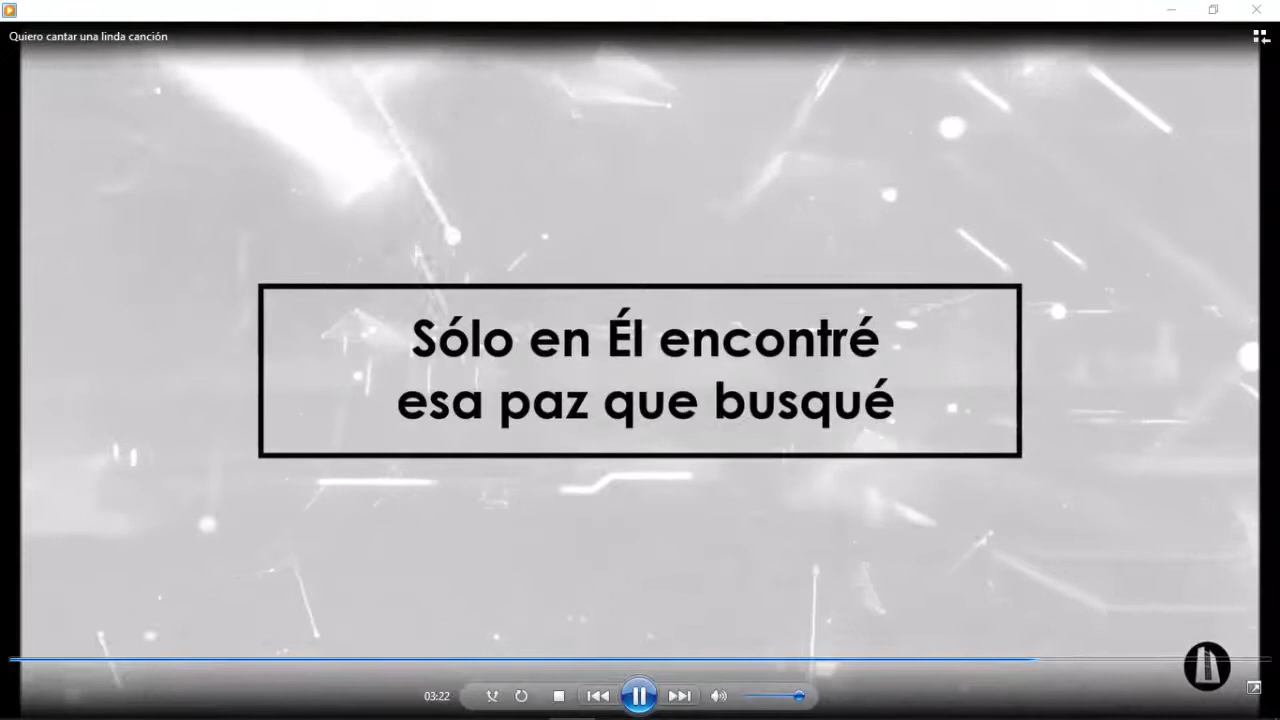 Quiero cantar una linda canción
Sólo en Él encontré
esa paz que busqué
03:22